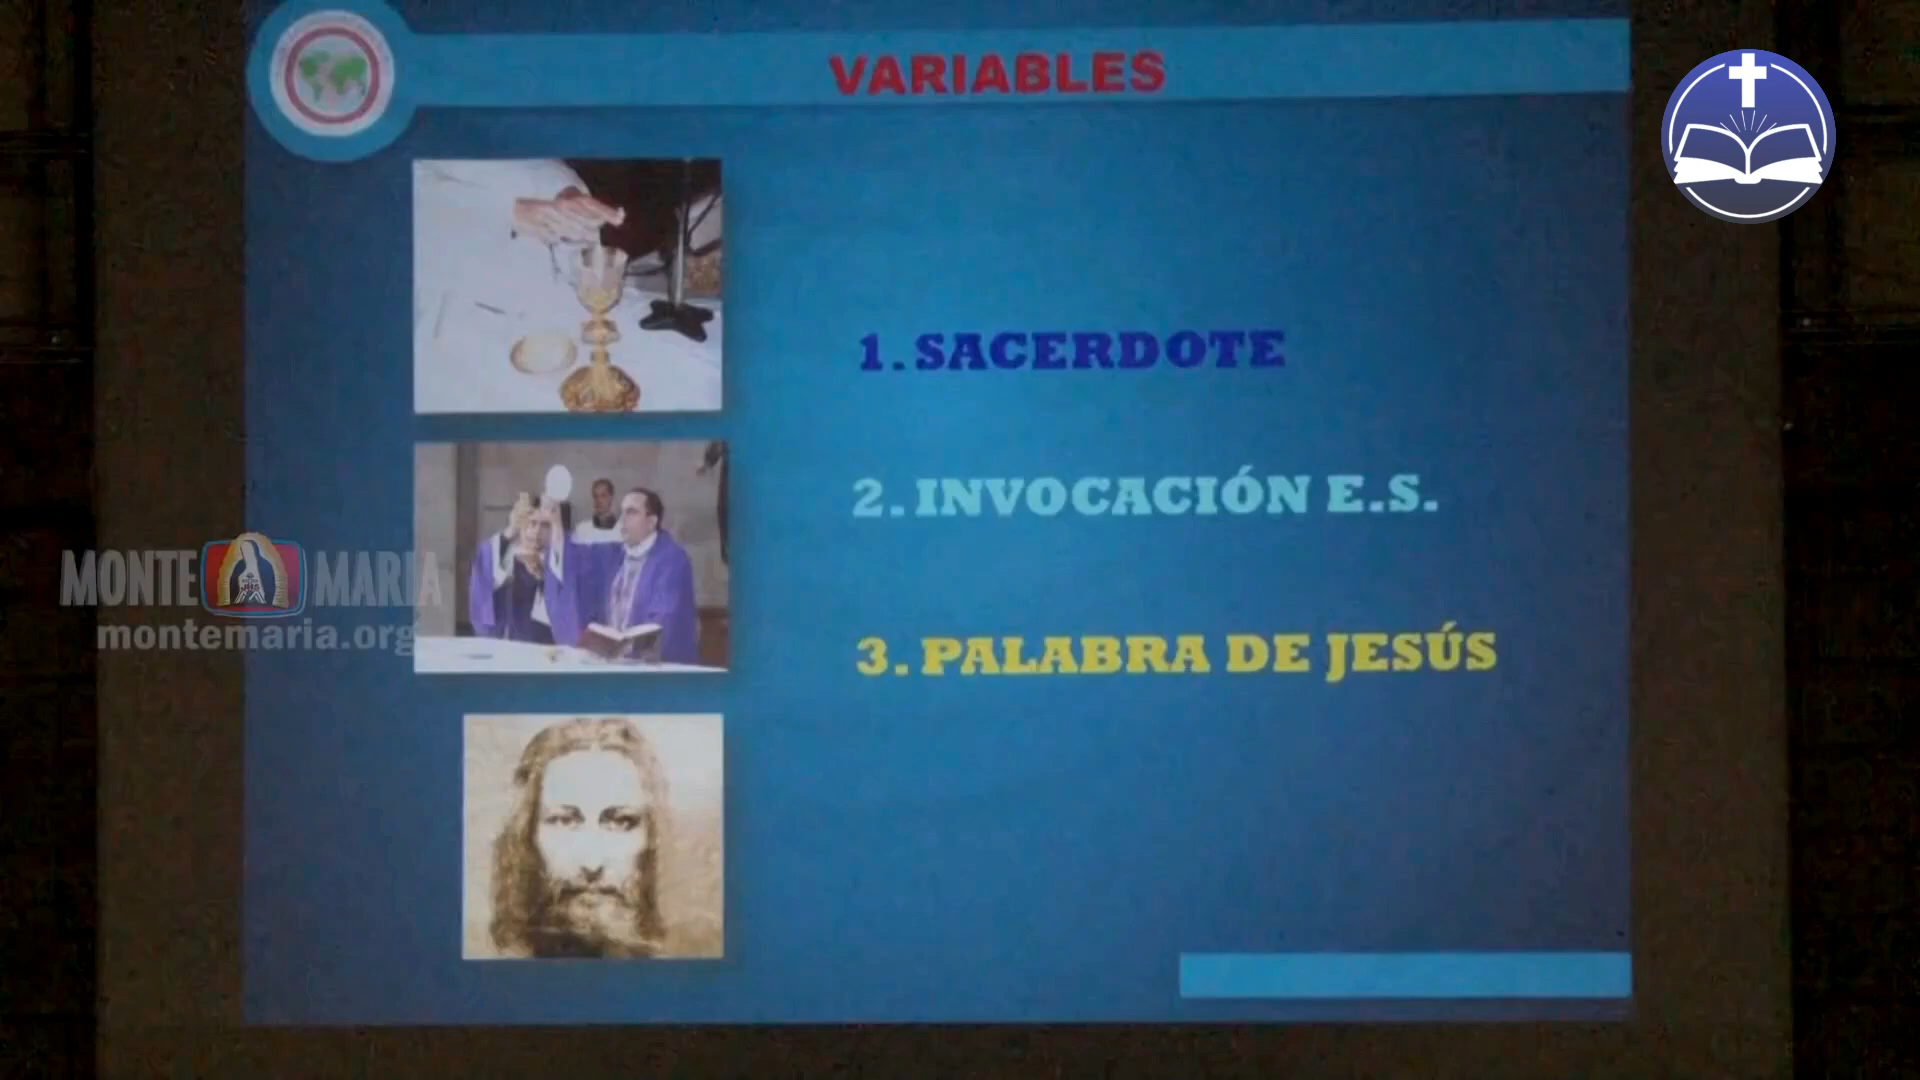 VARIABLES
1. SACERDOTE
2. INVOCACIÓN E.S.
3. PALABRA DE JESÚS
MONTE MARIA
montemaria.org